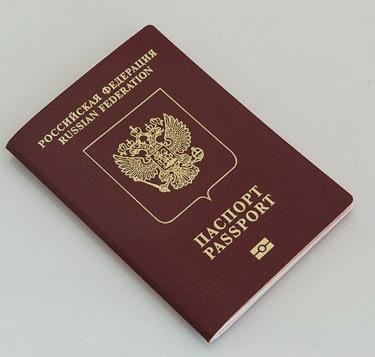 РОССИЙСКАЯ ФЕДЕРАЦИЯ
RUSSIAN FEDERATION
ПАСПОРТ
PASSPORT